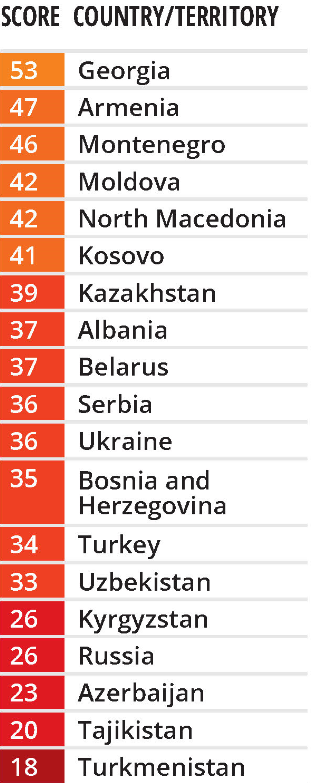 SCORE COUNTRY/TERRITORY
53 Georgia
47 Armenia
46 Montenegro
42 Moldova
42 North Macedonia
41 Kosovo
39 Kazakhstan
37 Albania
37 Belarus
36 Serbia
36 Ukraine
35 Bosnia and
Herzegovina
34 Turkey
33 Uzbekistan
26 Kyrgyzstan
26 Russia
23 Azerbaijan
20 Tajikistan
18 Turkmenistan